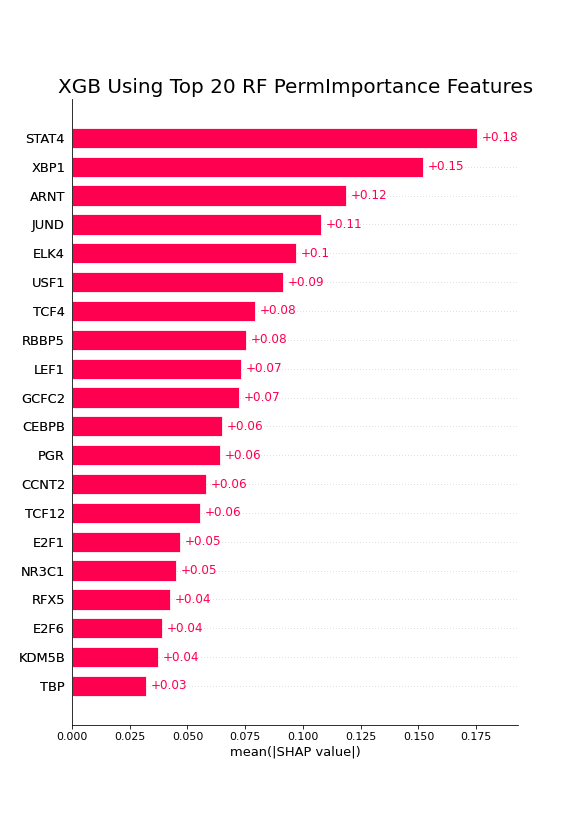 XGB Using Top 20 RF PermImportance Features
STAT4 +0.18
XBP1 +0.15
ARNT +0.12
JUND +0.11
ELK4 +0.1
USF1 +0.09
TCF4 +0.08
RBBP5 +0.08
LEF1 +0.07
GCFC2 +0.07
CEBPB +0.06
PGR +0.06
CCNT2 +0.06
TCF12 +0.06
E2F1 +0.05
NR3C1 +0.05
RFX5 +0.04
E2F6 +0.04
KDM5B +0.04
TBP +0.03
0.000 0.025 0.050 0.075 0.100 0.125 0.150 0.175
mean(|SHAP value|)